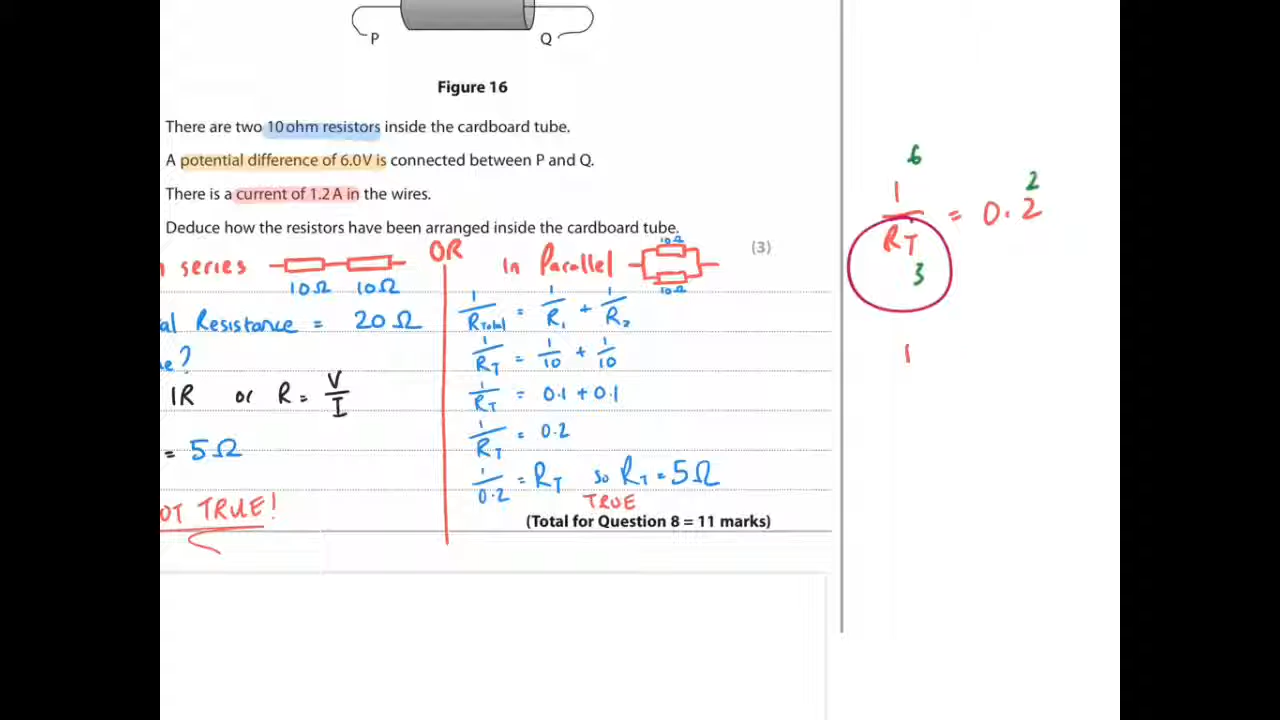 P
Q
Figure 16
There are two 10 ohm resistors inside the cardboard tube.
A potential difference of 6.0 V is connected between P and Q.
There is a current of 1.2 A in the wires.
Deduce how the resistors have been arranged inside the cardboard tube.
(3)
series
10Ω 10Ω
Resistance = 20Ω
IR or R = V/I
= 5Ω
TRUE!
OR
In Parallel
10Ω
10Ω
1/R Total = 1/R1 + 1/R2
1/RT = 1/10 + 1/10
1/RT = 0.1 + 0.1
1/RT = 0.2
1/0.2 = RT so RT = 5Ω
TRUE
(Total for Question 8 = 11 marks)
6
2
1/RT = 0.2
3
1